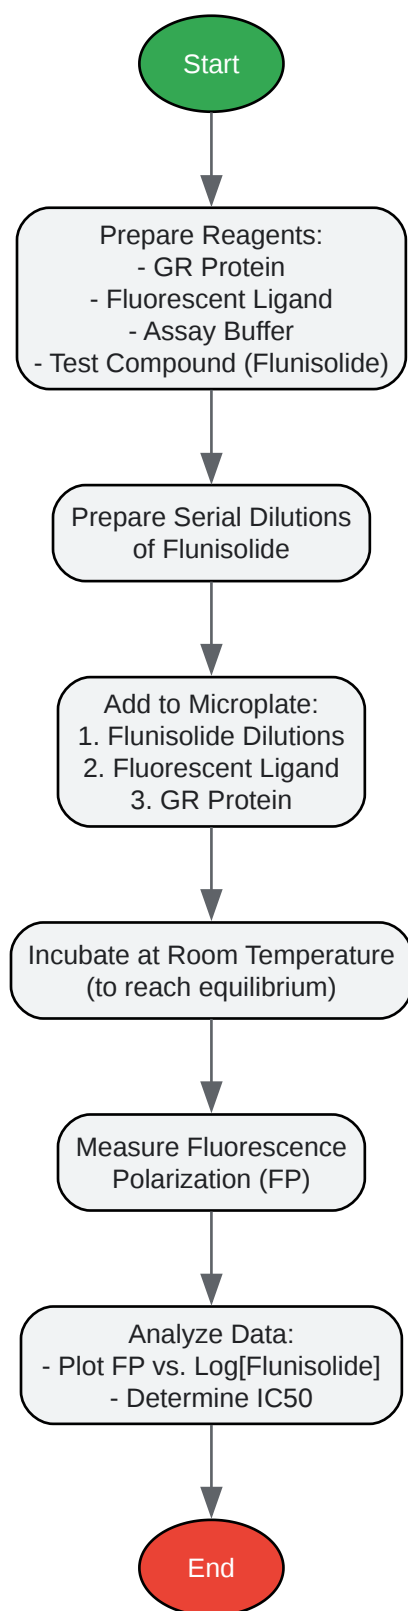 Start
Prepare Reagents:
- GR Protein
- Fluorescent Ligand
- Assay Buffer
- Test Compound (Flunisolide)
Prepare Serial Dilutions
of Flunisolide
Add to Microplate:
1. Flunisolide Dilutions
2. Fluorescent Ligand
3. GR Protein
Incubate at Room Temperature
(to reach equilibrium)
Measure Fluorescence
Polarization (FP)
Analyze Data:
- Plot FP vs. Log[Flunisolide]
- Determine IC50
End